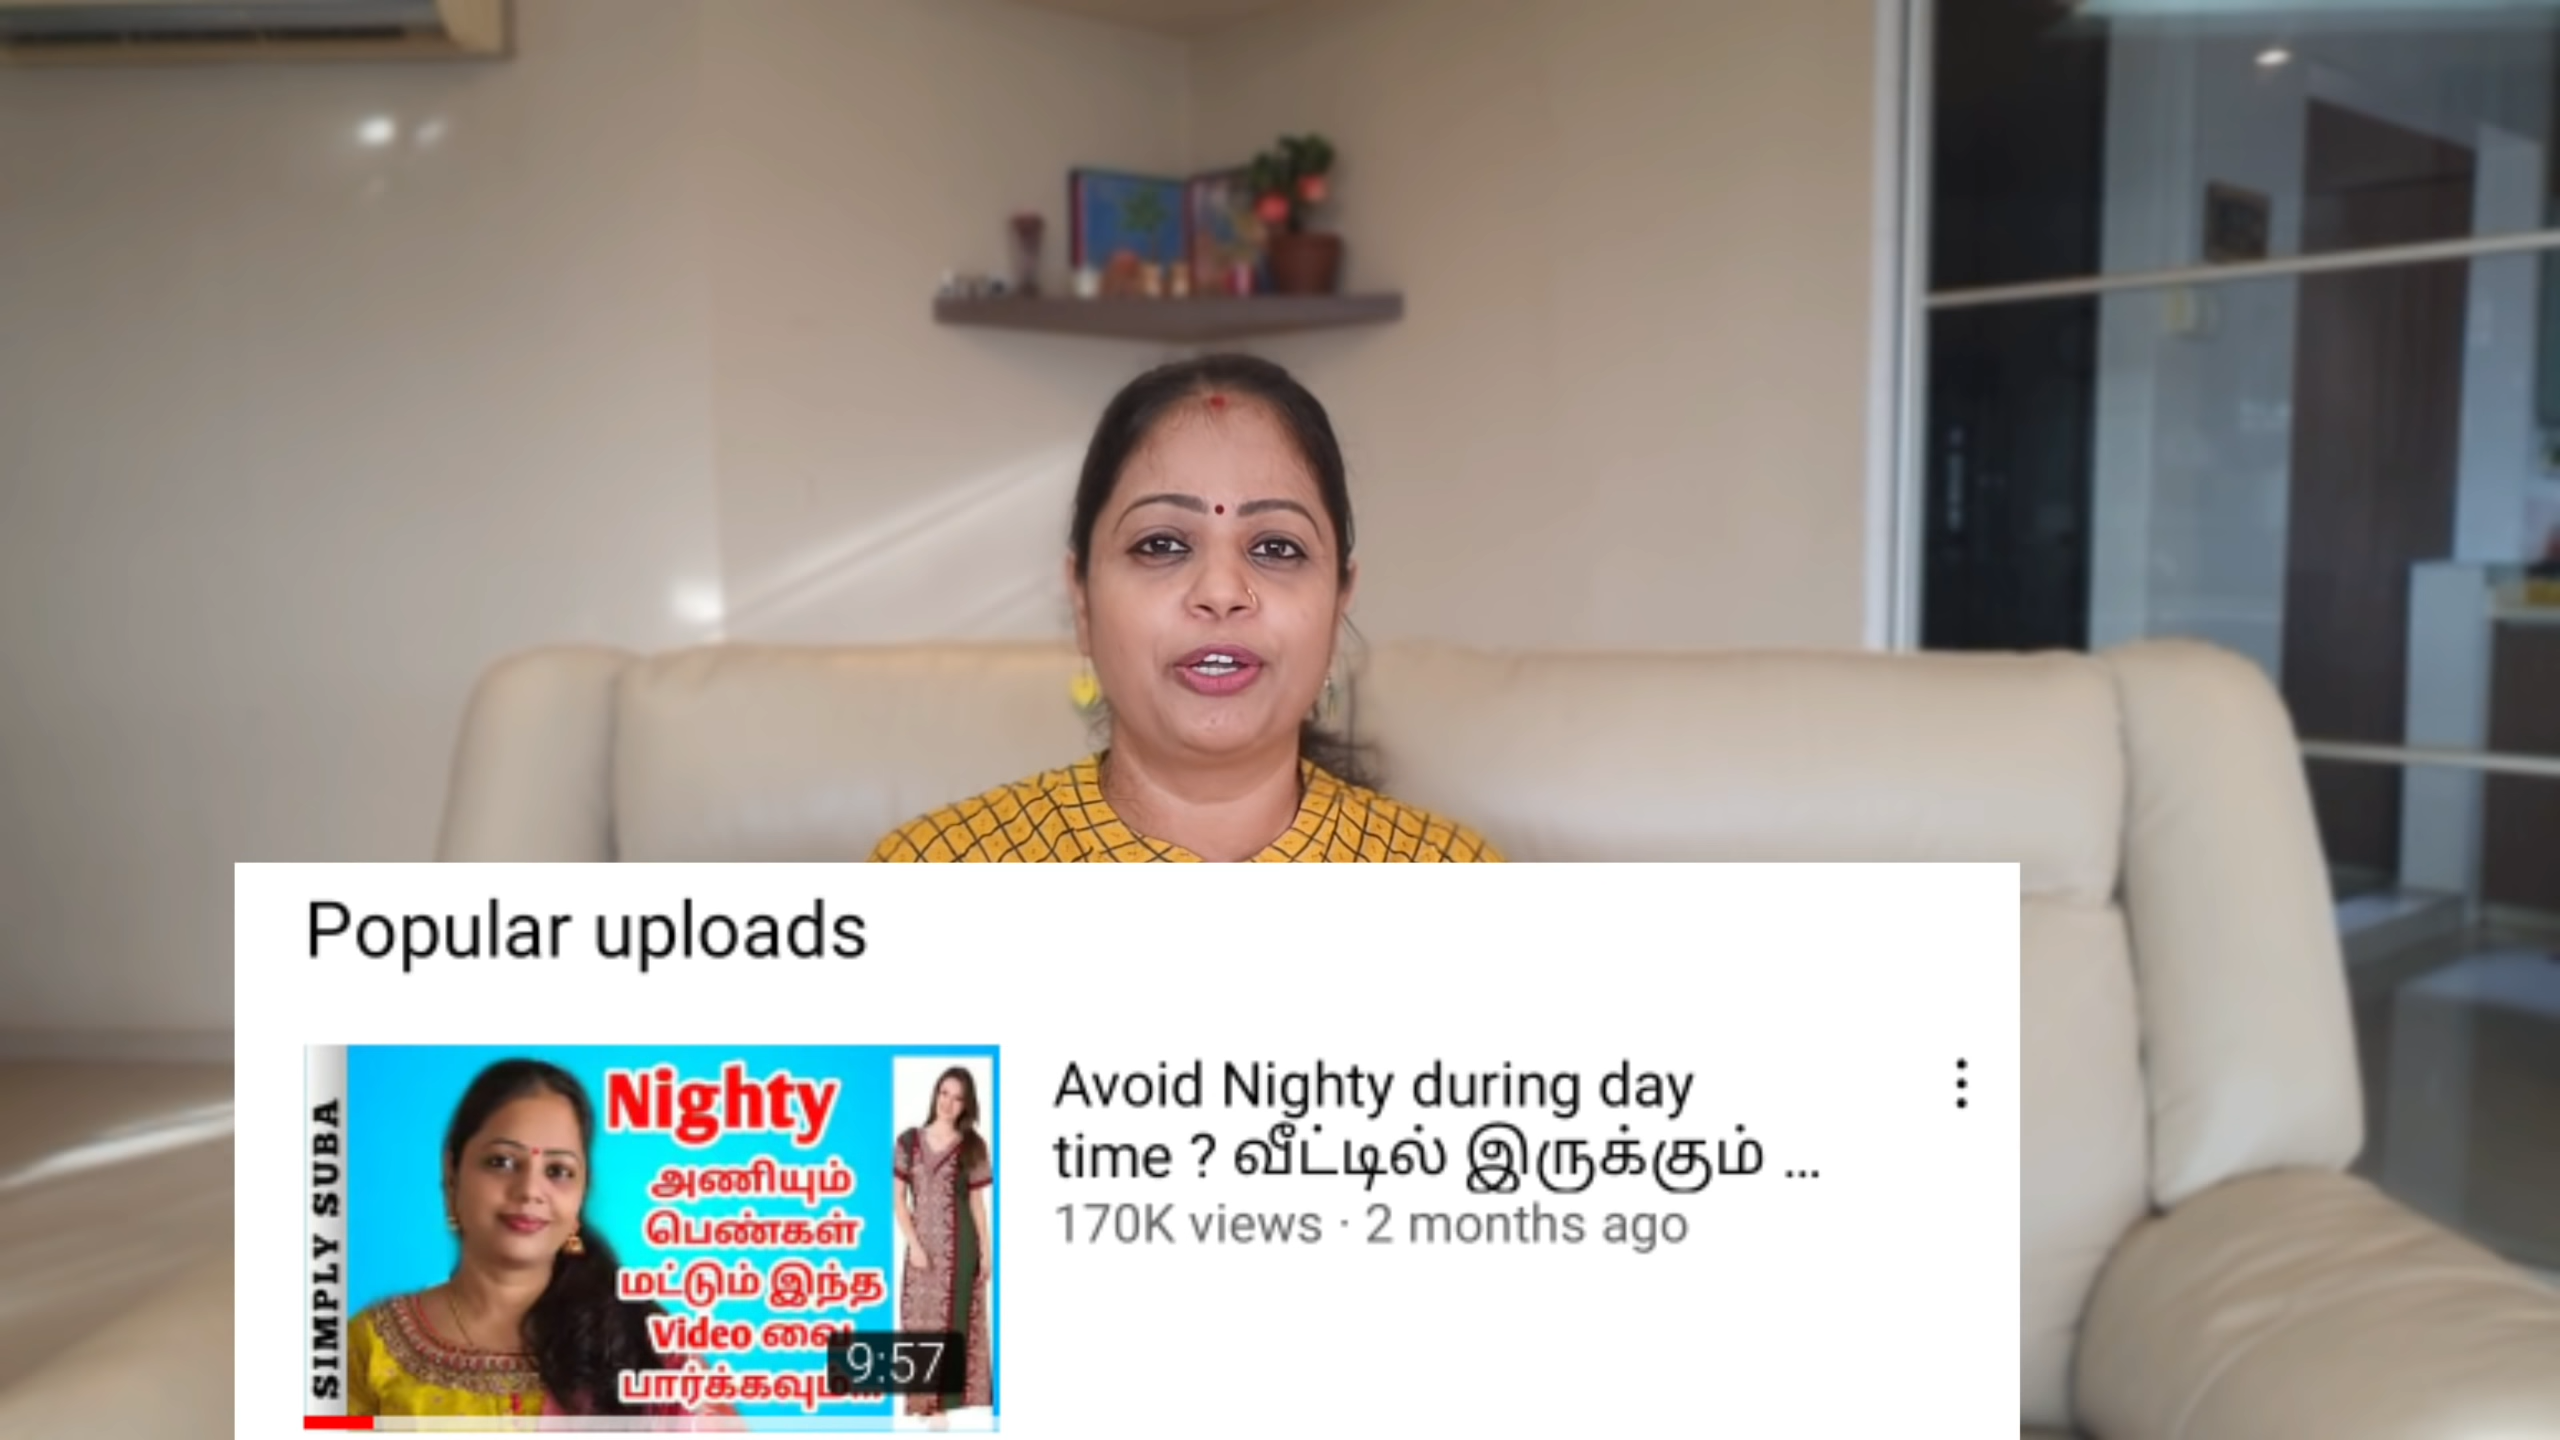 Popular uploads
SIMPLY SUBA
Nighty
அணியும்
பெண்கள்
மட்டும் இந்த
Video வை
பார்க்கவும்...
9:57
Avoid Nighty during day
time ? வீட்டில் இருக்கும் ...
170K views · 2 months ago